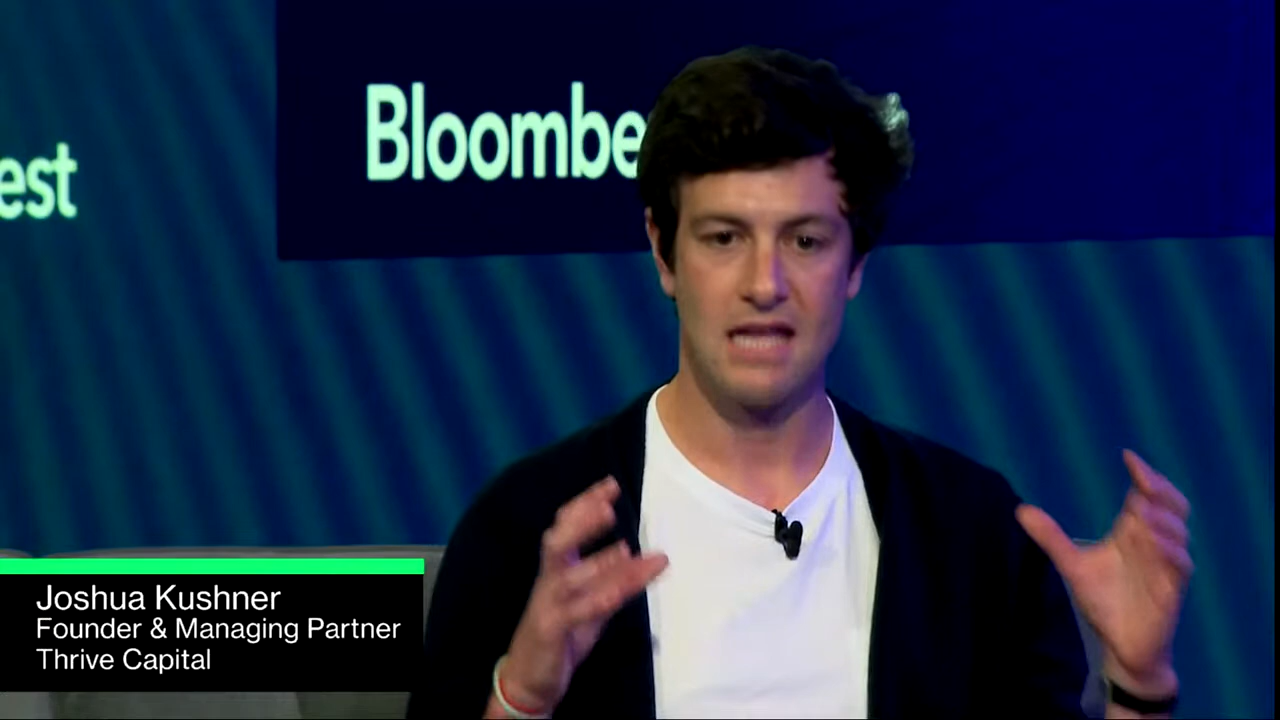 est
Bloombe
Joshua Kushner
Founder & Managing Partner
Thrive Capital